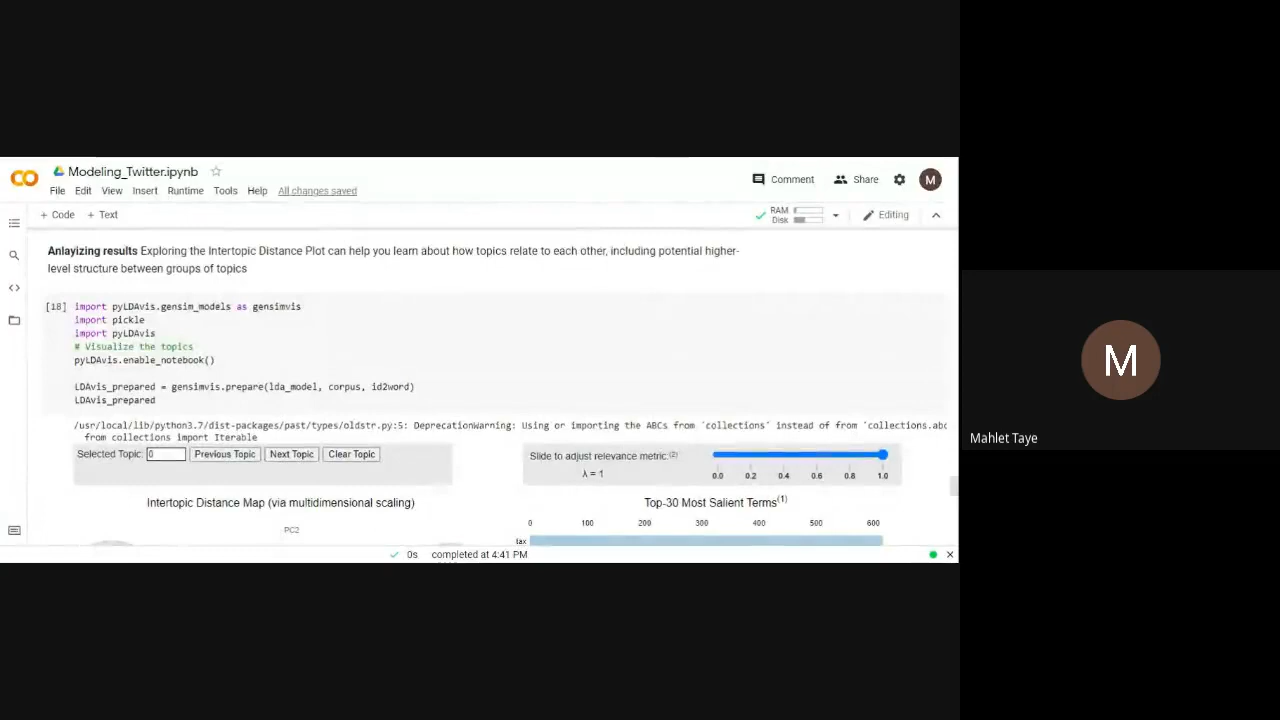 Modeling_Twitter.ipynb
File Edit View Insert Runtime Tools Help All changes saved
Comment Share M
+ Code + Text
RAM
Disk
Editing
Anlayizing results Exploring the Intertopic Distance Plot can help you learn about how topics relate to each other, including potential higher-
level structure between groups of topics
[18] import pyLDAvis.gensim_models as gensimvis
import pickle
import pyLDAvis
# Visualize the topics
pyLDAvis.enable_notebook()
LDAvis_prepared = gensimvis.prepare(lda_model, corpus, id2word)
LDAvis_prepared
/usr/local/lib/python3.7/dist-packages/past/types/oldstr.py:5: DeprecationWarning: Using or importing the ABCs from 'collections' instead of from 'collections.abc
from collections import Iterable
Selected Topic: 0 Previous Topic Next Topic Clear Topic
Slide to adjust relevance metric:(2)
λ = 1
0.0 0.2 0.4 0.6 0.8 1.0
Intertopic Distance Map (via multidimensional scaling)
Top-30 Most Salient Terms(1)
PC2
0 100 200 300 400 500 600
tax
0s completed at 4:41 PM
M
Mahlet Taye